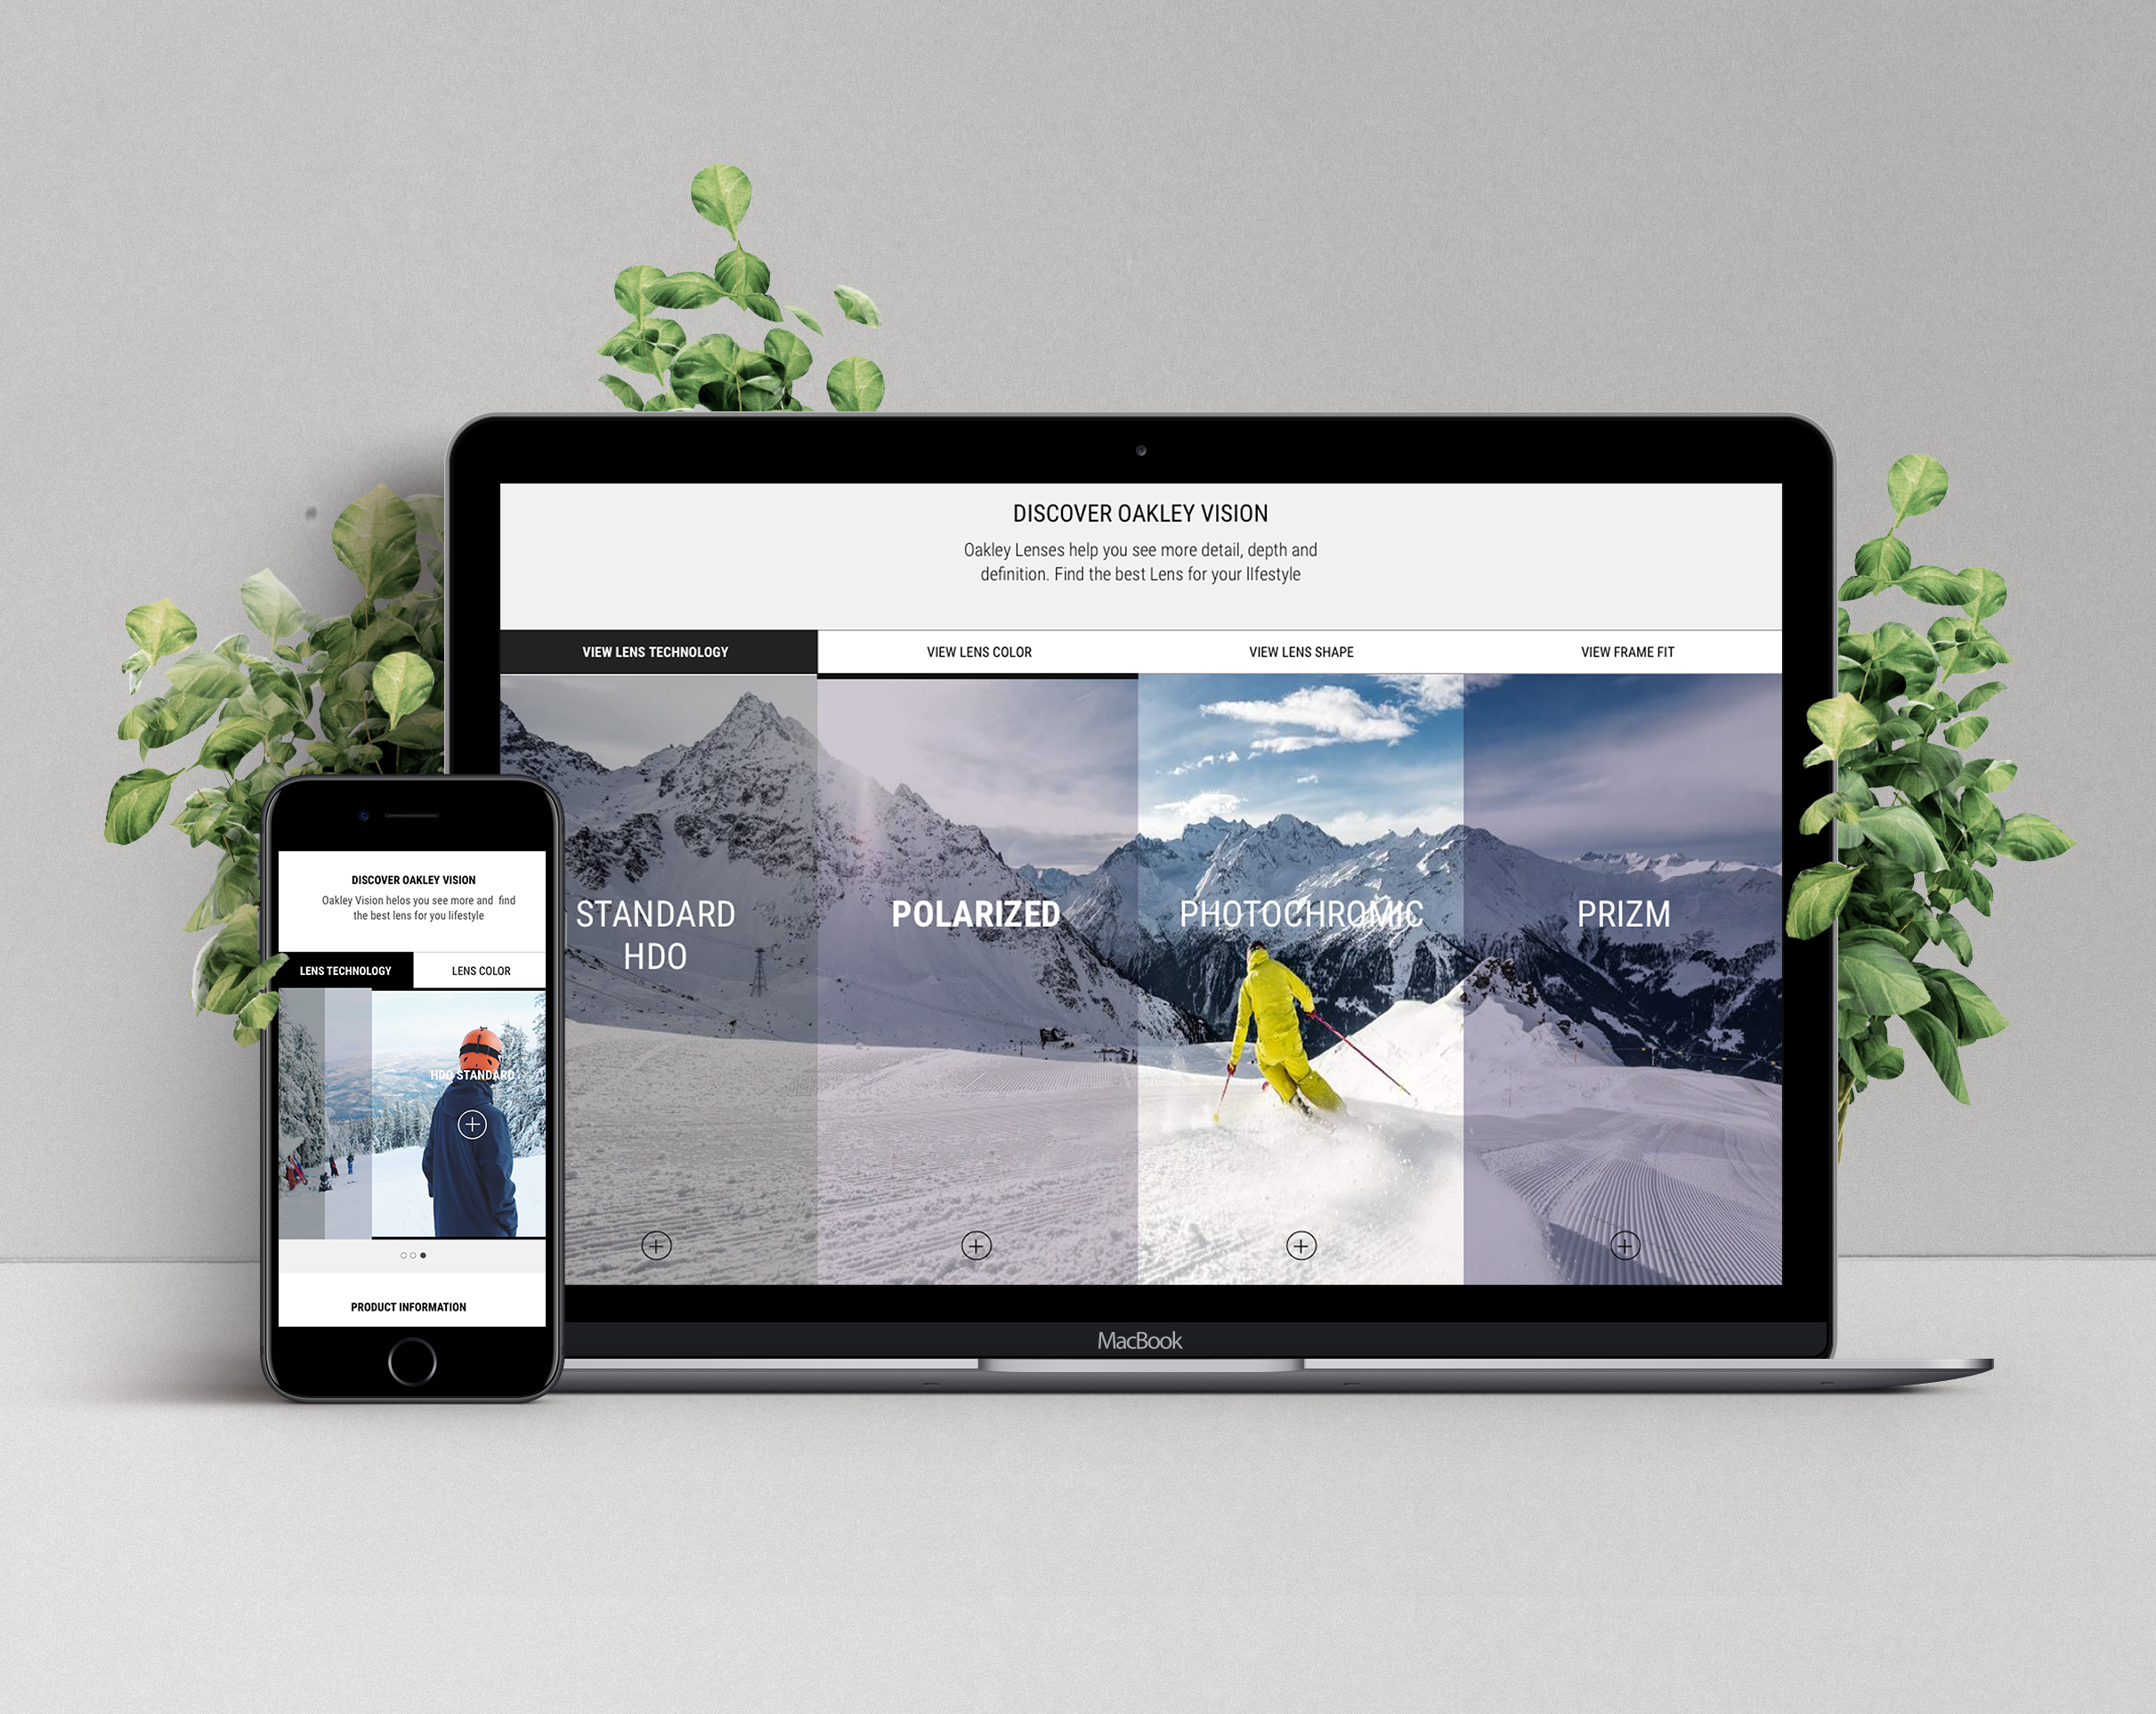 DISCOVER OAKLEY VISION
Oakley Lenses help you see more detail, depth and
definition. Find the best Lens for your lIfestyle
VIEW LENS TECHNOLOGY
VIEW LENS COLOR
VIEW LENS SHAPE
VIEW FRAME FIT
STANDARD
HDO
POLARIZED
PHOTOCHROMIC
PRIZM
MacBook
DISCOVER OAKLEY VISION
Oakley Vision helos you see more and find
the best lens for you lifestyle
LENS TECHNOLOGY
LENS COLOR
HDO STANDARD
PRODUCT INFORMATION